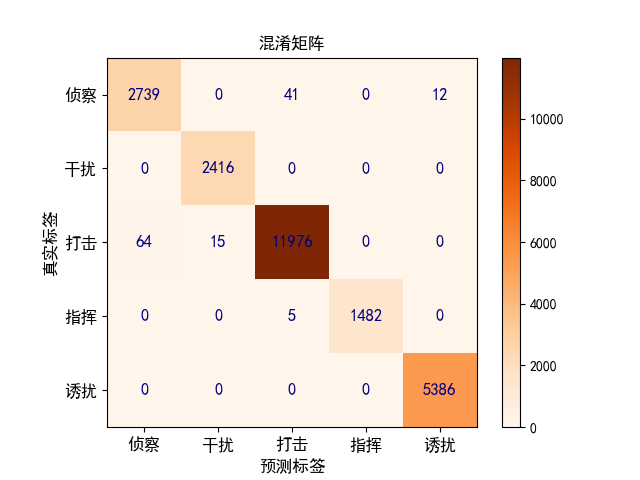 混淆矩阵
侦察 2739 0 41 0 12
干扰 0 2416 0 0 0
打击 64 15 11976 0 0
指挥 0 0 5 1482 0
诱扰 0 0 0 0 5386
真实标签
侦察 干扰 打击 指挥 诱扰
预测标签
10000
8000
6000
4000
2000
0